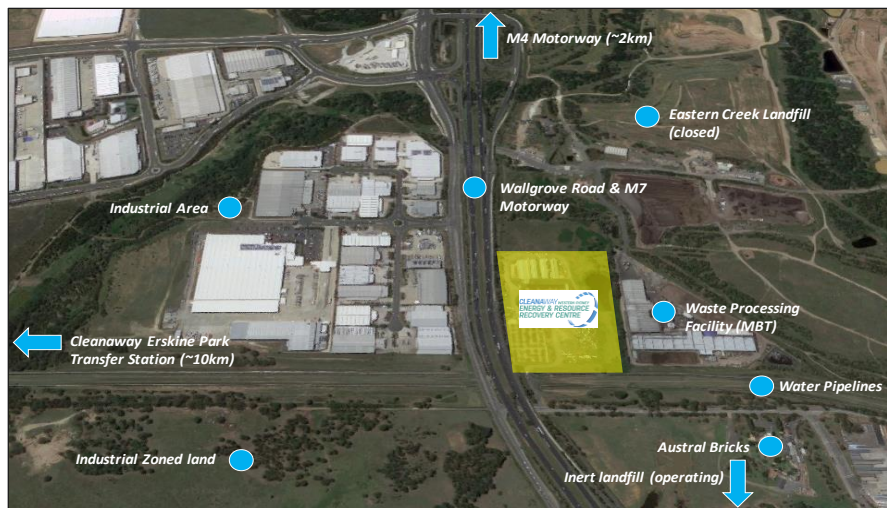 M4 Motorway (~2km)
Eastern Creek Landfill
(closed)
Wallgrove Road & M7
Motorway
Industrial Area
CLEANAWAY WESTERN SYDNEY
ENERGY & RESOURCE
RECOVERY CENTRE
Waste Processing
Facility (MBT)
Cleanaway Erskine Park
Transfer Station (~10km)
Water Pipelines
Austral Bricks
Industrial Zoned land
Inert landfill (operating)